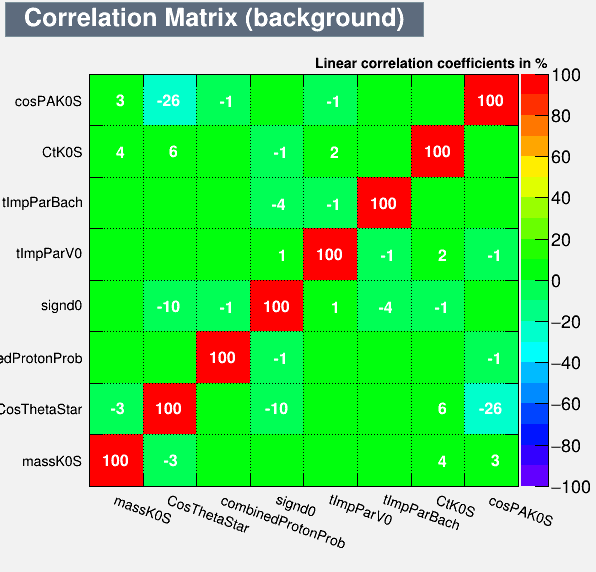 Correlation Matrix (background)
Linear correlation coefficients in %
cosPAK0S 3 -26 -1 -1 100
CtK0S 4 6 -1 2 100
tImpParBach -4 -1 100
tImpParV0 1 100 -1 2 -1
signd0 -10 -1 100 1 -4 -1
edProtonProb 100 -1 -1
CosThetaStar -3 100 -10 6 -26
massK0S 100 -3 4 3
massK0S CosThetaStar combinedProtonProb signd0 tImpParV0 tImpParBach CtK0S cosPAK0S
100
80
60
40
20
0
−20
−40
−60
−80
−100